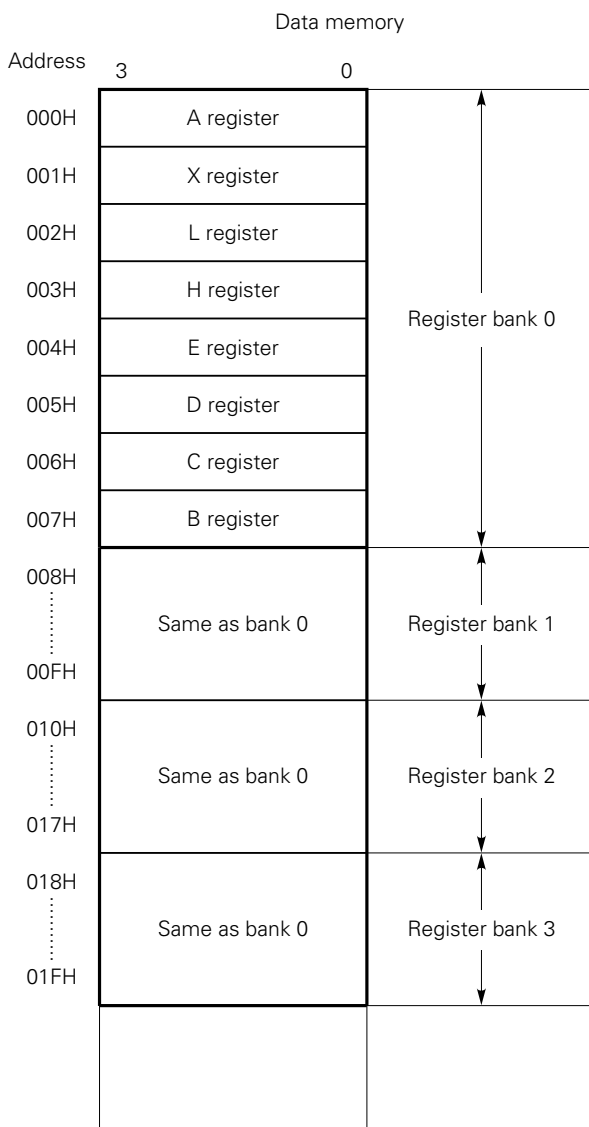 Data memory
Address
3 0
000H A register
001H X register
002H L register
003H H register
Register bank 0
004H E register
005H D register
006H C register
007H B register
008H
Same as bank 0 Register bank 1
00FH
010H
Same as bank 0 Register bank 2
017H
018H
Same as bank 0 Register bank 3
01FH